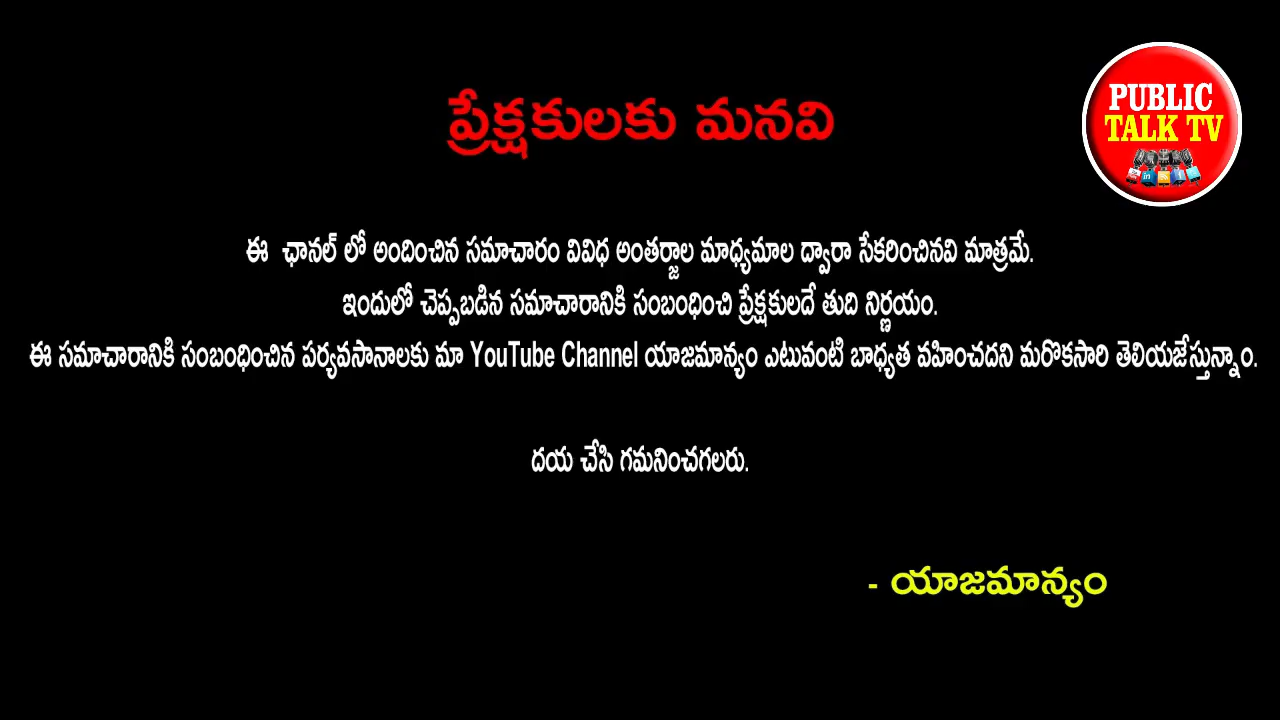 PUBLIC
TALK TV
ప్రేక్షకులకు మనవి
ఈ ఛానల్ లో అందించిన సమాచారం వివిధ అంతర్జాల మాధ్యమాల ద్వారా సేకరించినవి మాత్రమే.
ఇందులో చెప్పబడిన సమాచారానికి సంబంధించి ప్రేక్షకులదే తుది నిర్ణయం.
ఈ సమాచారానికి సంబంధించిన పర్యవసానాలకు మా YouTube Channel యాజమాన్యం ఎటువంటి బాధ్యత వహించదని మరొకసారి తెలియజేస్తున్నాం.
దయ చేసి గమనించగలరు.
- యాజమాన్యం